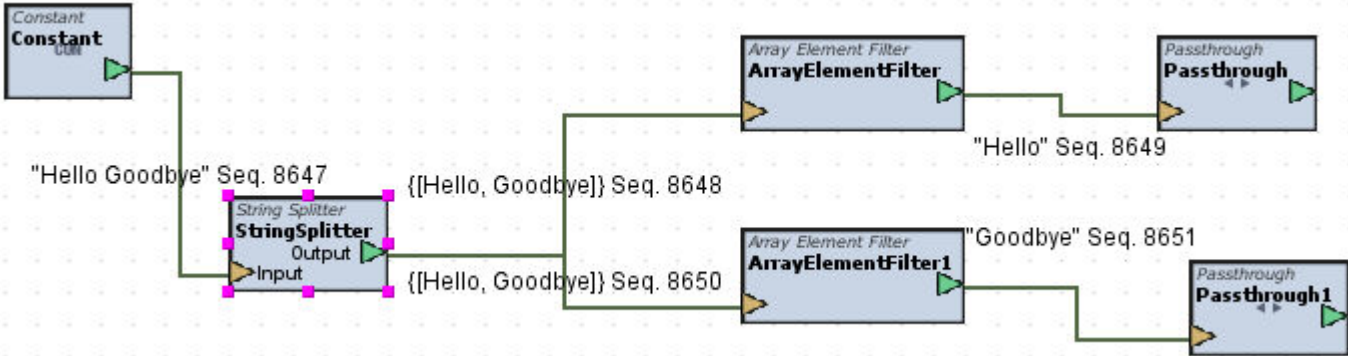 Constant
Constant
CON
"Hello Goodbye" Seq. 8647
String Splitter
StringSplitter
Output
Input
{[Hello, Goodbye]} Seq. 8648
{[Hello, Goodbye]} Seq. 8650
Array Element Filter
ArrayElementFilter
"Hello" Seq. 8649
Passthrough
Passthrough
Array Element Filter
ArrayElementFilter1
"Goodbye" Seq. 8651
Passthrough
Passthrough1